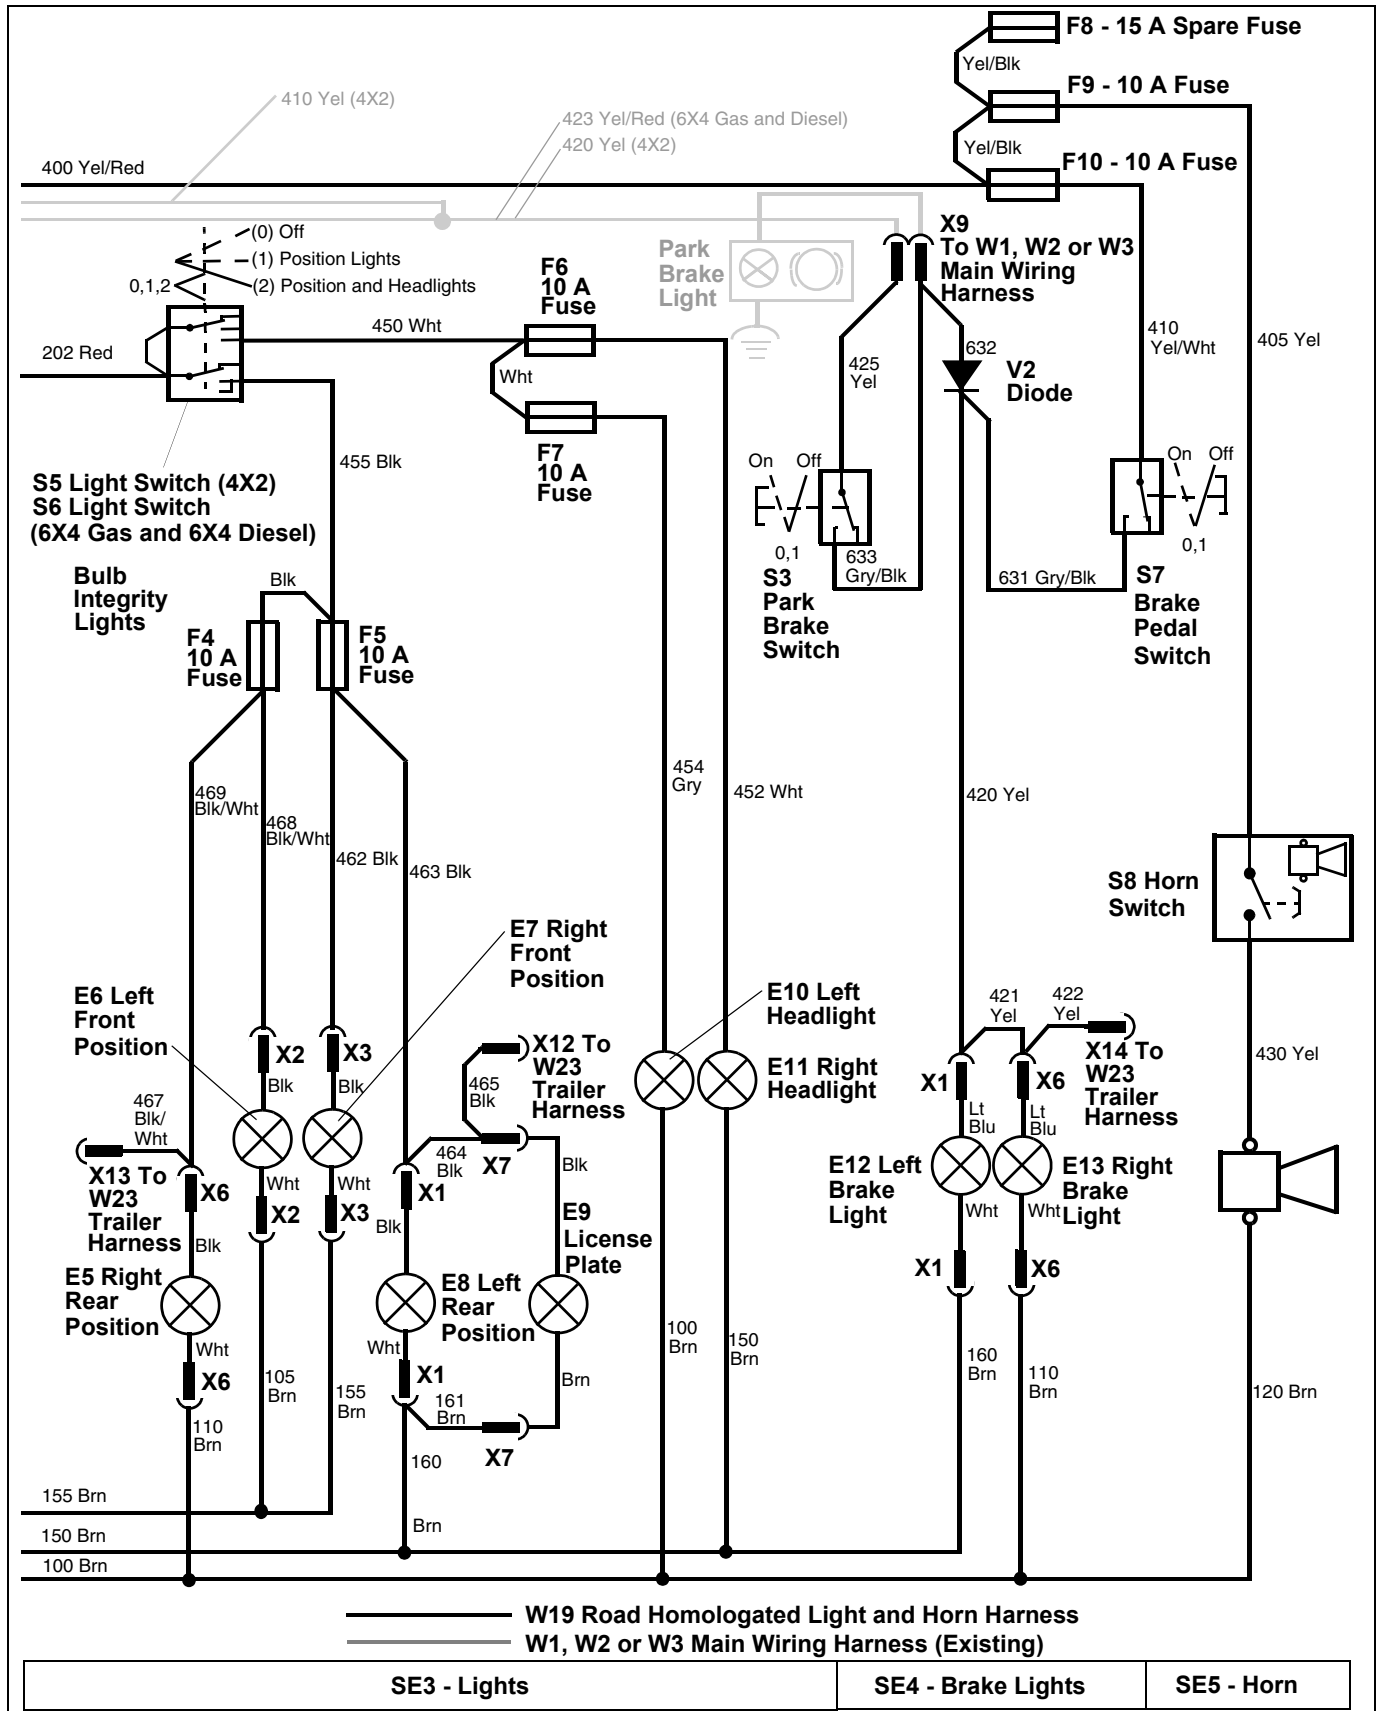 F8 - 15 A Spare Fuse
Yel/Blk
F9 - 10 A Fuse
410 Yel (4X2)
423 Yel/Red (6X4 Gas and Diesel)
420 Yel (4X2)
Yel/Blk
F10 - 10 A Fuse
400 Yel/Red
(0) Off
(1) Position Lights
0,1,2
(2) Position and Headlights
Park
Brake
Light
X9
To W1, W2 or W3
Main Wiring
Harness
F6
10 A
Fuse
450 Wht
202 Red
Wht
425
Yel
632
V2
Diode
410
Yel/Wht
405 Yel
F7
10 A
Fuse
455 Blk
S5 Light Switch (4X2)
S6 Light Switch
(6X4 Gas and 6X4 Diesel)
On
Off
0,1
On
Off
0,1
633
Gry/Blk
S3
Park
Brake
Switch
631 Gry/Blk
S7
Brake
Pedal
Switch
Bulb
Integrity
Lights
Blk
F4
10 A
Fuse
F5
10 A
Fuse
469
Blk/Wht
468
Blk/Wht
462 Blk
463 Blk
454
Gry
452 Wht
420 Yel
S8 Horn
Switch
E7 Right
Front
Position
E6 Left
Front
Position
E10 Left
Headlight
E11 Right
Headlight
421
Yel
422
Yel
X14 To
W23
Trailer
Harness
430 Yel
X2
X3
Blk
Blk
X12 To
W23
Trailer
Harness
465
Blk
X1
X6
Lt
Blu
Lt
Blu
467
Blk/
Wht
X13 To
W23
Trailer
Harness
X6
Wht
X2
Wht
X3
464
Blk
X7
X1
Blk
E12 Left
Brake
Light
E13 Right
Brake
Light
Wht
Wht
Blk
Blk
E9
License
Plate
E5 Right
Rear
Position
E8 Left
Rear
Position
X1
X6
Wht
X6
Wht
X1
105
Brn
155
Brn
161
Brn
X7
Brn
100
Brn
150
Brn
160
Brn
110
Brn
120 Brn
110
Brn
160
Brn
155 Brn
150 Brn
100 Brn
W19 Road Homologated Light and Horn Harness
W1, W2 or W3 Main Wiring Harness (Existing)
SE3 - Lights
SE4 - Brake Lights
SE5 - Horn